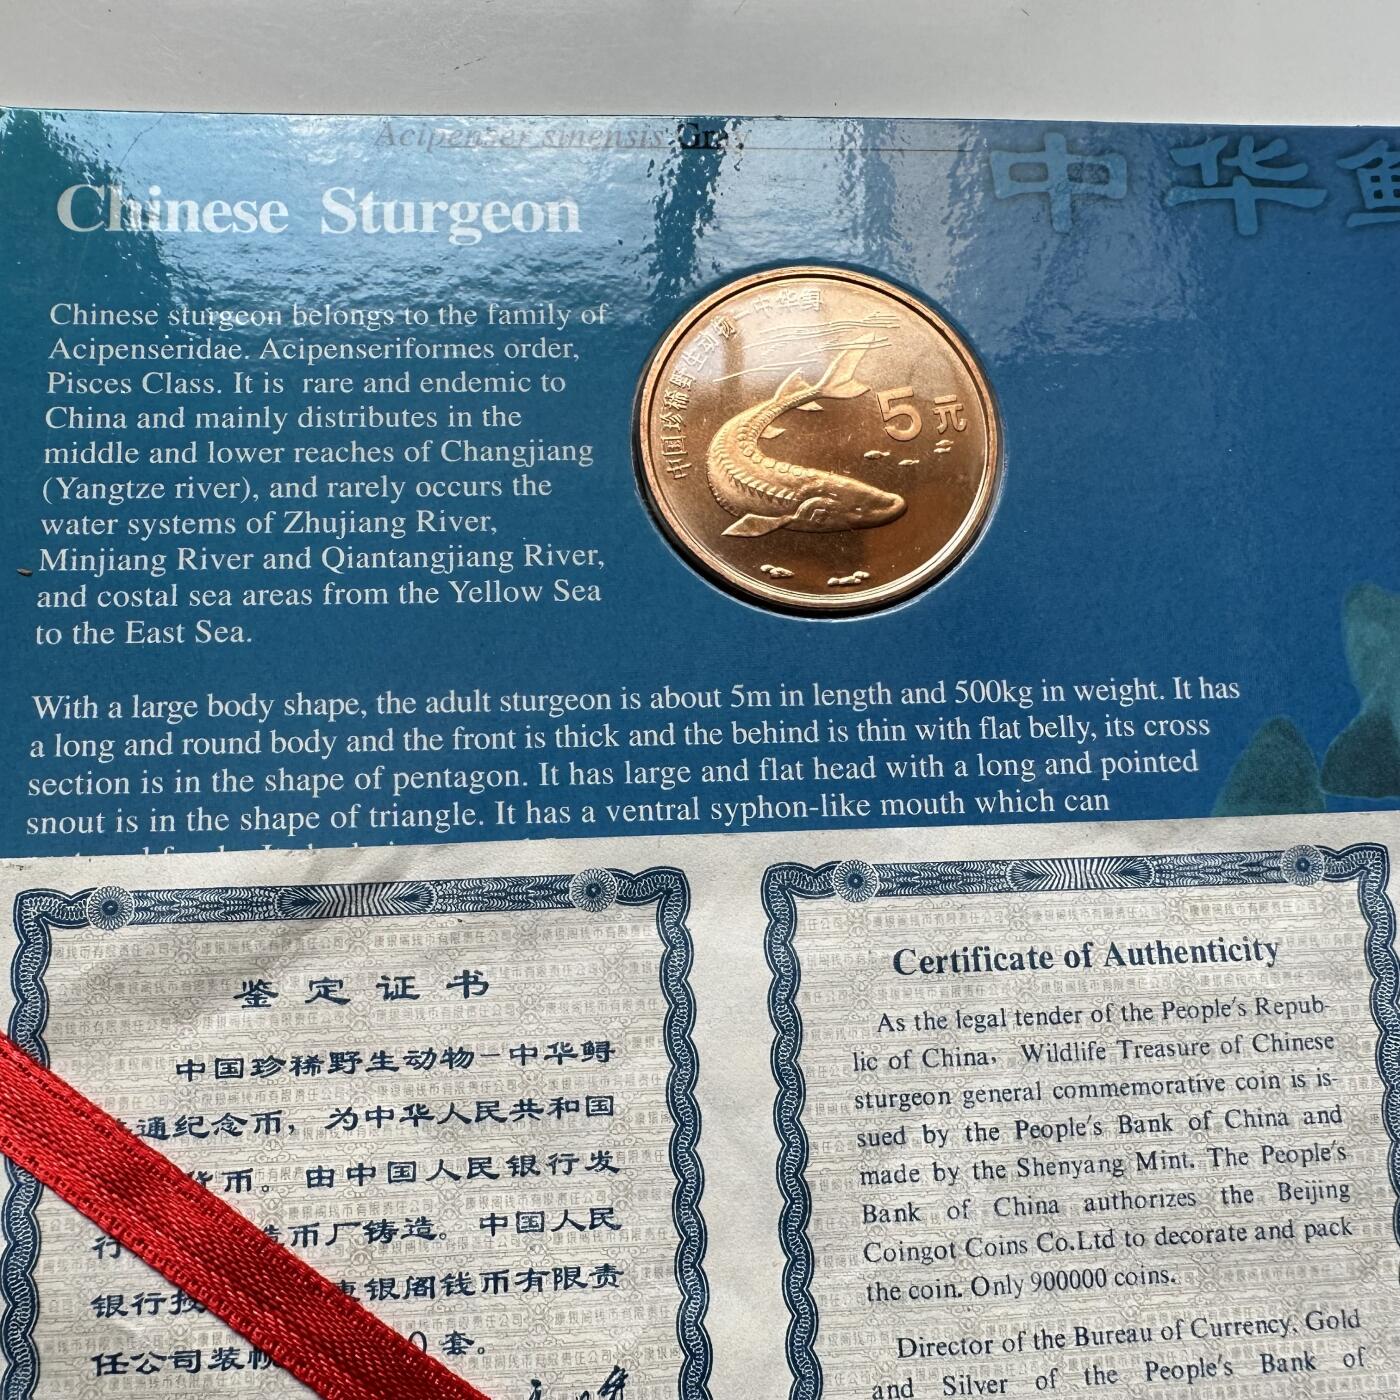 Acipenser sinensis Gray
中华鲟
Chinese Sturgeon
Chinese sturgeon belongs to the family of
Acipenseridae. Acipenseriformes order,
Pisces Class. It is rare and endemic to
China and mainly distributes in the
middle and lower reaches of Changjiang
(Yangtze river), and rarely occurs the
water systems of Zhujiang River,
Minjiang River and Qiantangjiang River,
and costal sea areas from the Yellow Sea
to the East Sea.
中国珍稀野生动物－中华鲟
5元
With a large body shape, the adult sturgeon is about 5m in length and 500kg in weight. It has
a long and round body and the front is thick and the behind is thin with flat belly, its cross
section is in the shape of pentagon. It has large and flat head with a long and pointed
snout is in the shape of triangle. It has a ventral syphon-like mouth which can
鉴定证书
中国珍稀野生动物－中华鲟
通纪念币，为中华人民共和国
货币。由中国人民银行发
行 造币厂铸造。中国人民
银行授 康银阁钱币有限责
任公司装帧 0套。
Certificate of Authenticity
As the legal tender of the People's Repub-
lic of China, Wildlife Treasure of Chinese
sturgeon general commemorative coin is is-
sued by the People's Bank of China and
made by the Shenyang Mint. The People's
Bank of China authorizes the Beijing
Coingot Coins Co.Ltd to decorate and pack
the coin. Only 900000 coins.
Director of the Bureau of Currency, Gold
and Silver of the People's Bank of